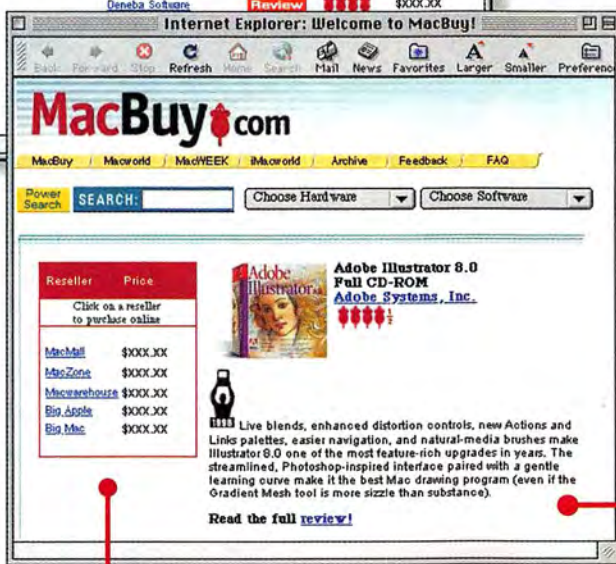 Deneba Software Review $XXX.XX
Internet Explorer: Welcome to MacBuy!
Back Forward Stop Refresh Home Search Mail News Favorites Larger Smaller Preferenc
MacBuy.com
MacBuy Macworld MacWEEK iMacworld Archive Feedback FAQ
Power Search SEARCH: Choose Hardware Choose Software
Reseller Price
Click on a reseller
to purchase online
MacMall $XXX.XX
MacZone $XXX.XX
Macwarehouse $XXX.XX
Big Apple $XXX.XX
Big Mac $XXX.XX
Adobe
Illustrator 8.0
Adobe Illustrator 8.0
Full CD-ROM
Adobe Systems, Inc.
1998 Live blends, enhanced distortion controls, new Actions and
Links palettes, easier navigation, and natural-media brushes make
Illustrator 8.0 one of the most feature-rich upgrades in years. The
streamlined, Photoshop-inspired interface paired with a gentle
learning curve make it the best Mac drawing program (even if the
Gradient Mesh tool is more sizzle than substance).
Read the full review!